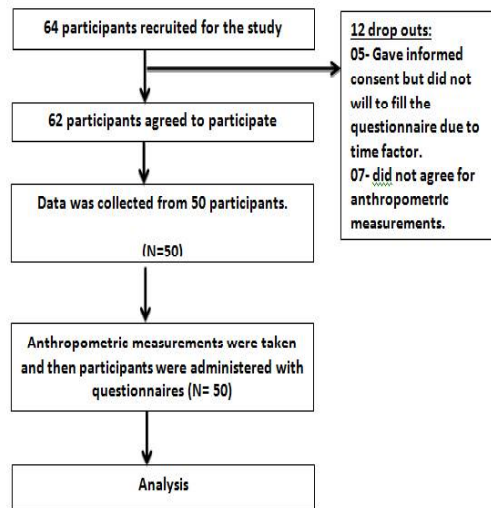 64 participants recruited for the study
12 drop outs:
05- Gave informed
consent but did not
will to fill the
questionnaire due to
time factor.
07- did not agree for
anthropometric
measurements.
62 participants agreed to participate
Data was collected from 50 participants.
(N=50)
Anthropometric measurements were taken
and then participants were administered with
questionnaires (N= 50)
Analysis